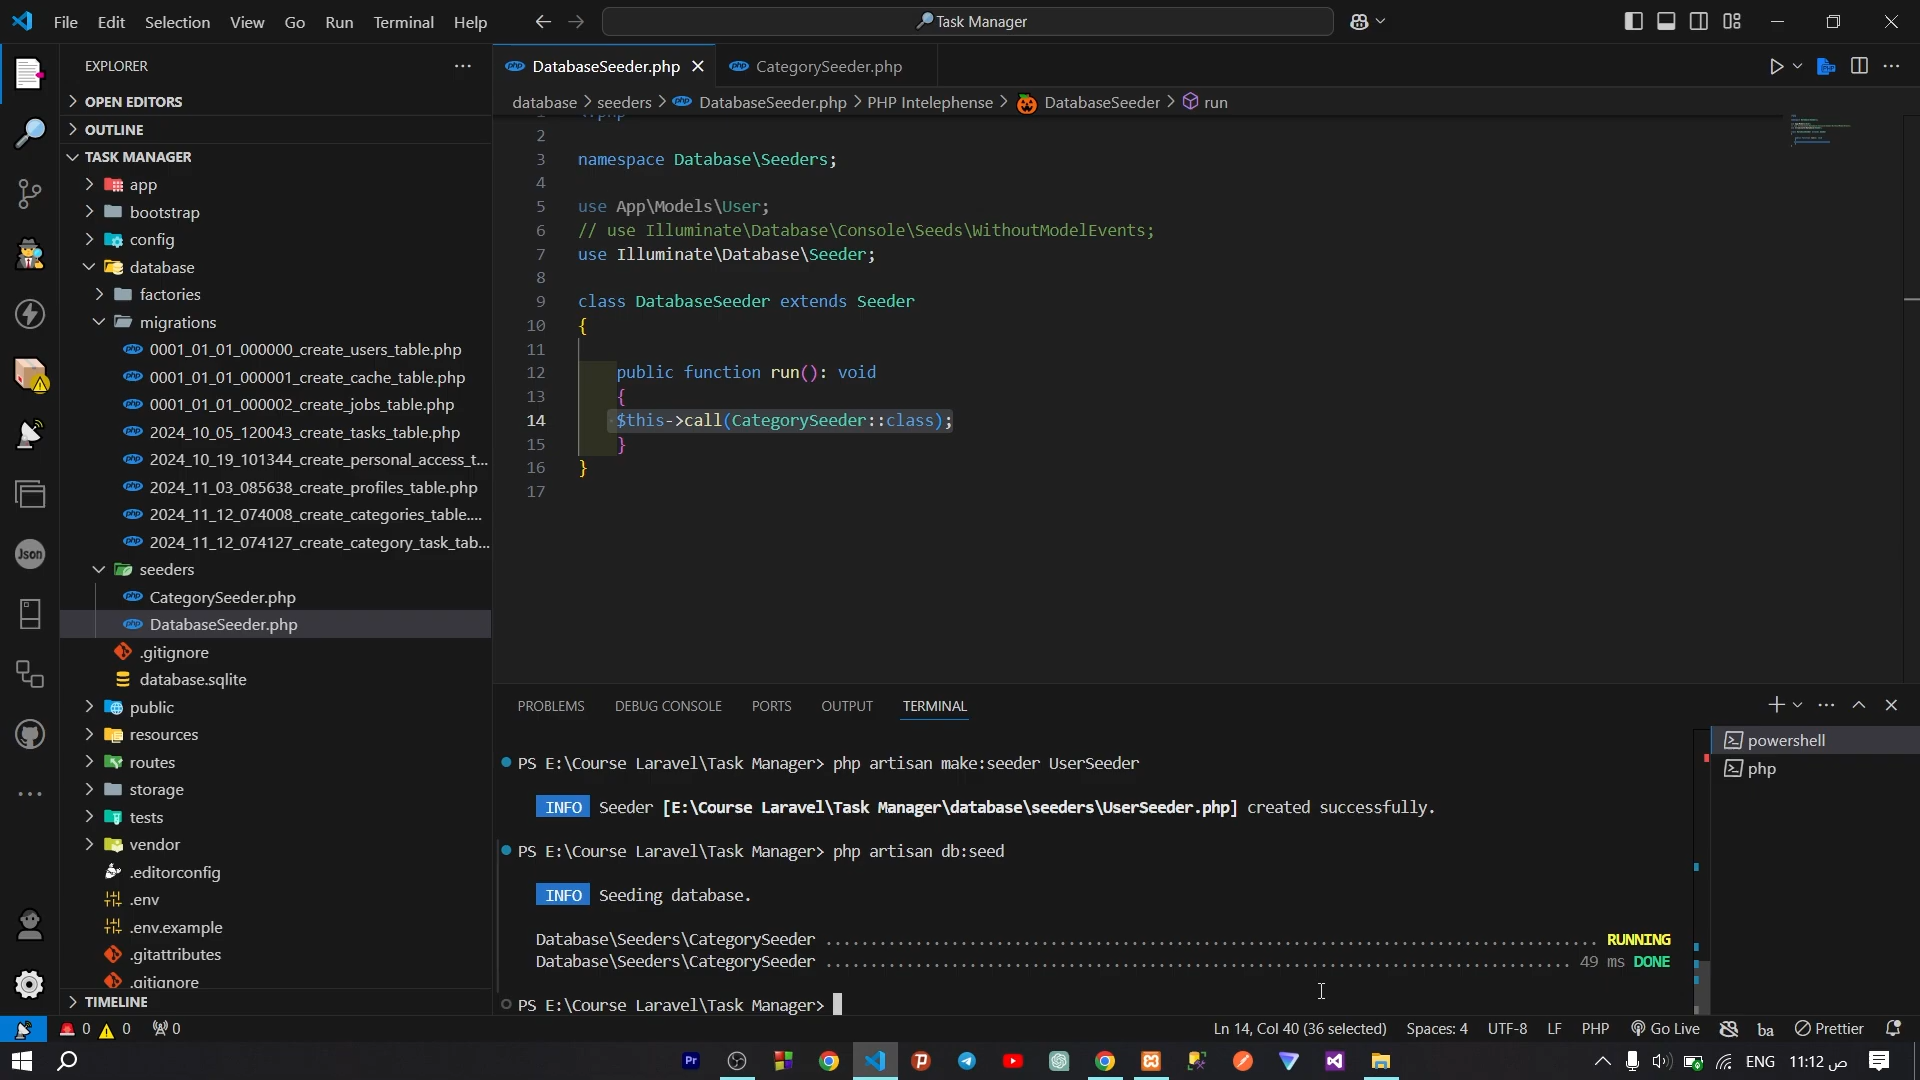 File Edit Selection View Go Run Terminal Help
Task Manager
EXPLORER
DatabaseSeeder.php
CategorySeeder.php
OPEN EDITORS
OUTLINE
TASK MANAGER
app
bootstrap
config
database
factories
migrations
0001_01_01_000000_create_users_table.php
0001_01_01_000001_create_cache_table.php
0001_01_01_000002_create_jobs_table.php
2024_10_05_120043_create_tasks_table.php
2024_10_19_101344_create_personal_access_t...
2024_11_03_085638_create_profiles_table.php
2024_11_12_074008_create_categories_table....
2024_11_12_074127_create_category_task_tab...
seeders
CategorySeeder.php
DatabaseSeeder.php
.gitignore
database.sqlite
public
resources
routes
storage
tests
vendor
.editorconfig
.env
.env.example
.gitattributes
.gitignore
TIMELINE
database > seeders > DatabaseSeeder.php > PHP Intelephense > DatabaseSeeder > run
1 <?php
2
3 namespace Database\Seeders;
4
5 use App\Models\User;
6 // use Illuminate\Database\Console\Seeds\WithoutModelEvents;
7 use Illuminate\Database\Seeder;
8
9 class DatabaseSeeder extends Seeder
10 {
11
12 public function run(): void
13 {
14 $this->call(CategorySeeder::class);
15 }
16 }
17
PROBLEMS DEBUG CONSOLE PORTS OUTPUT TERMINAL
powershell
php
PS E:\Course Laravel\Task Manager> php artisan make:seeder UserSeeder
INFO Seeder [E:\Course Laravel\Task Manager\database\seeders\UserSeeder.php] created successfully.
PS E:\Course Laravel\Task Manager> php artisan db:seed
INFO Seeding database.
Database\Seeders\CategorySeeder ........ RUNNING
Database\Seeders\CategorySeeder ........ 49 ms DONE
PS E:\Course Laravel\Task Manager>
0 0 0
Ln 14, Col 40 (36 selected) Spaces: 4 UTF-8 LF PHP Go Live ba Prettier
Json
Pr
ENG 11:12 ص